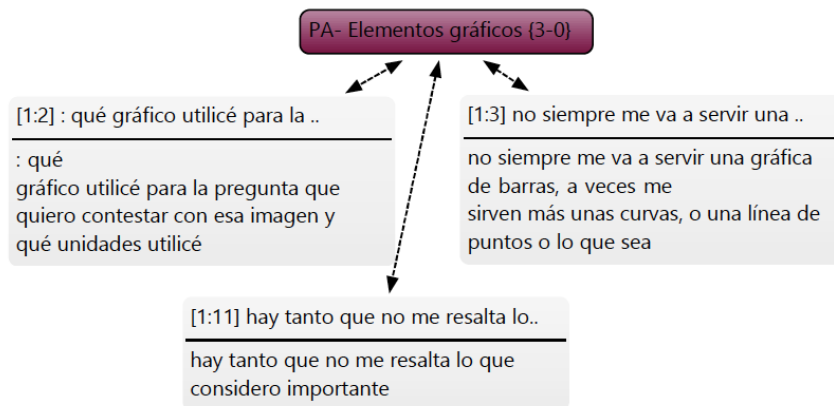 PA- Elementos gráficos {3-0}
[1:2] : qué gráfico utilicé para la ..
: qué
gráfico utilicé para la pregunta que
quiero contestar con esa imagen y
qué unidades utilicé
[1:3] no siempre me va a servir una ..
no siempre me va a servir una gráfica
de barras, a veces me
sirven más unas curvas, o una línea de
puntos o lo que sea
[1:11] hay tanto que no me resalta lo..
hay tanto que no me resalta lo que
considero importante